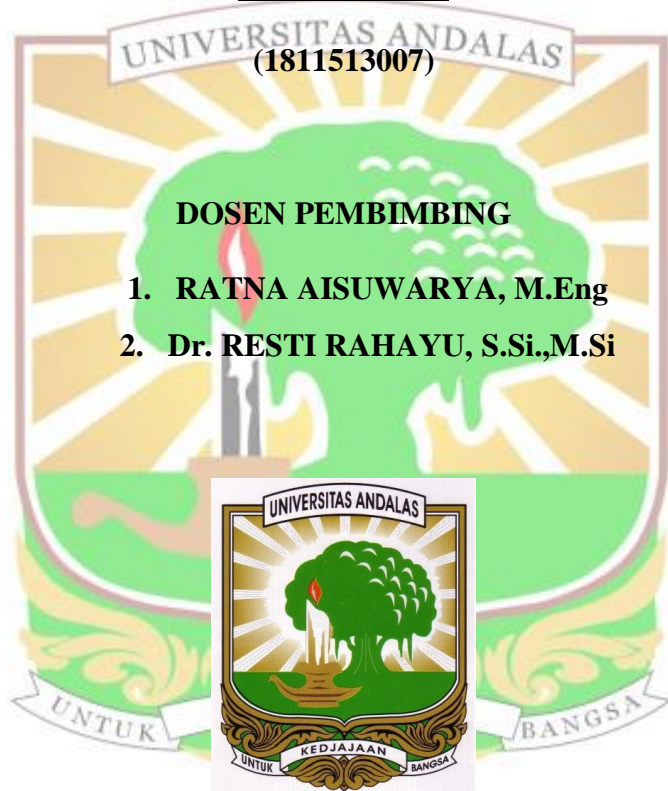 UNIVERSITAS ANDALAS
(1811513007)
DOSEN PEMBIMBING
1. RATNA AISUWARYA, M.Eng
2. Dr. RESTI RAHAYU, S.Si.,M.Si
UNIVERSITAS ANDALAS
UNTUK KEDJAJAAN BANGSA
UNTUK BANGSA